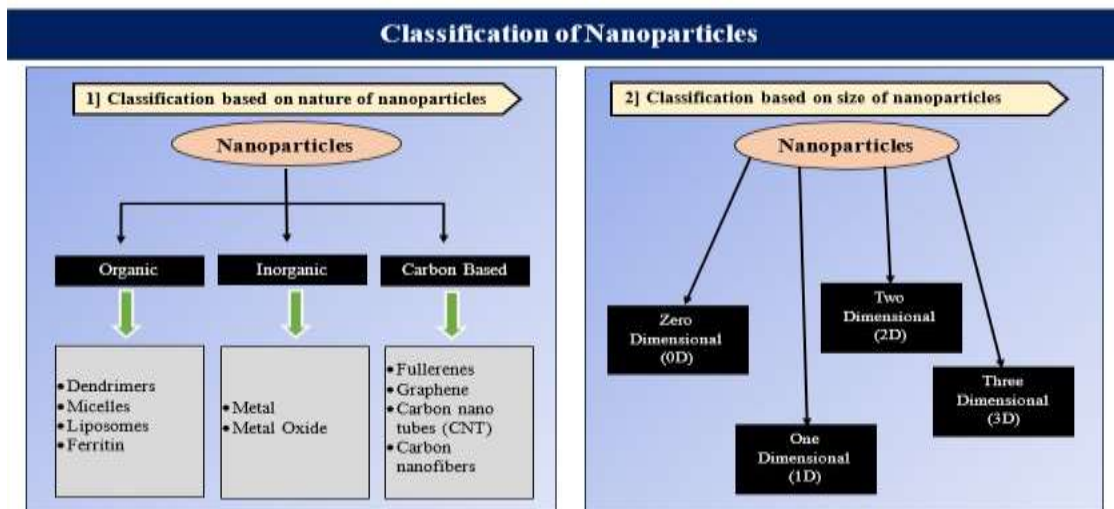 Classification of Nanoparticles
1] Classification based on nature of nanoparticles
Nanoparticles
Organic
Inorganic
Carbon Based
•Dendrimers
•Micelles
•Liposomes
•Ferritin
•Metal
•Metal Oxide
•Fullerenes
•Graphene
•Carbon nano
tubes (CNT)
•Carbon
nanofibers
2] Classification based on size of nanoparticles
Nanoparticles
Zero
Dimensional
(0D)
One
Dimensional
(1D)
Two
Dimensional
(2D)
Three
Dimensional
(3D)